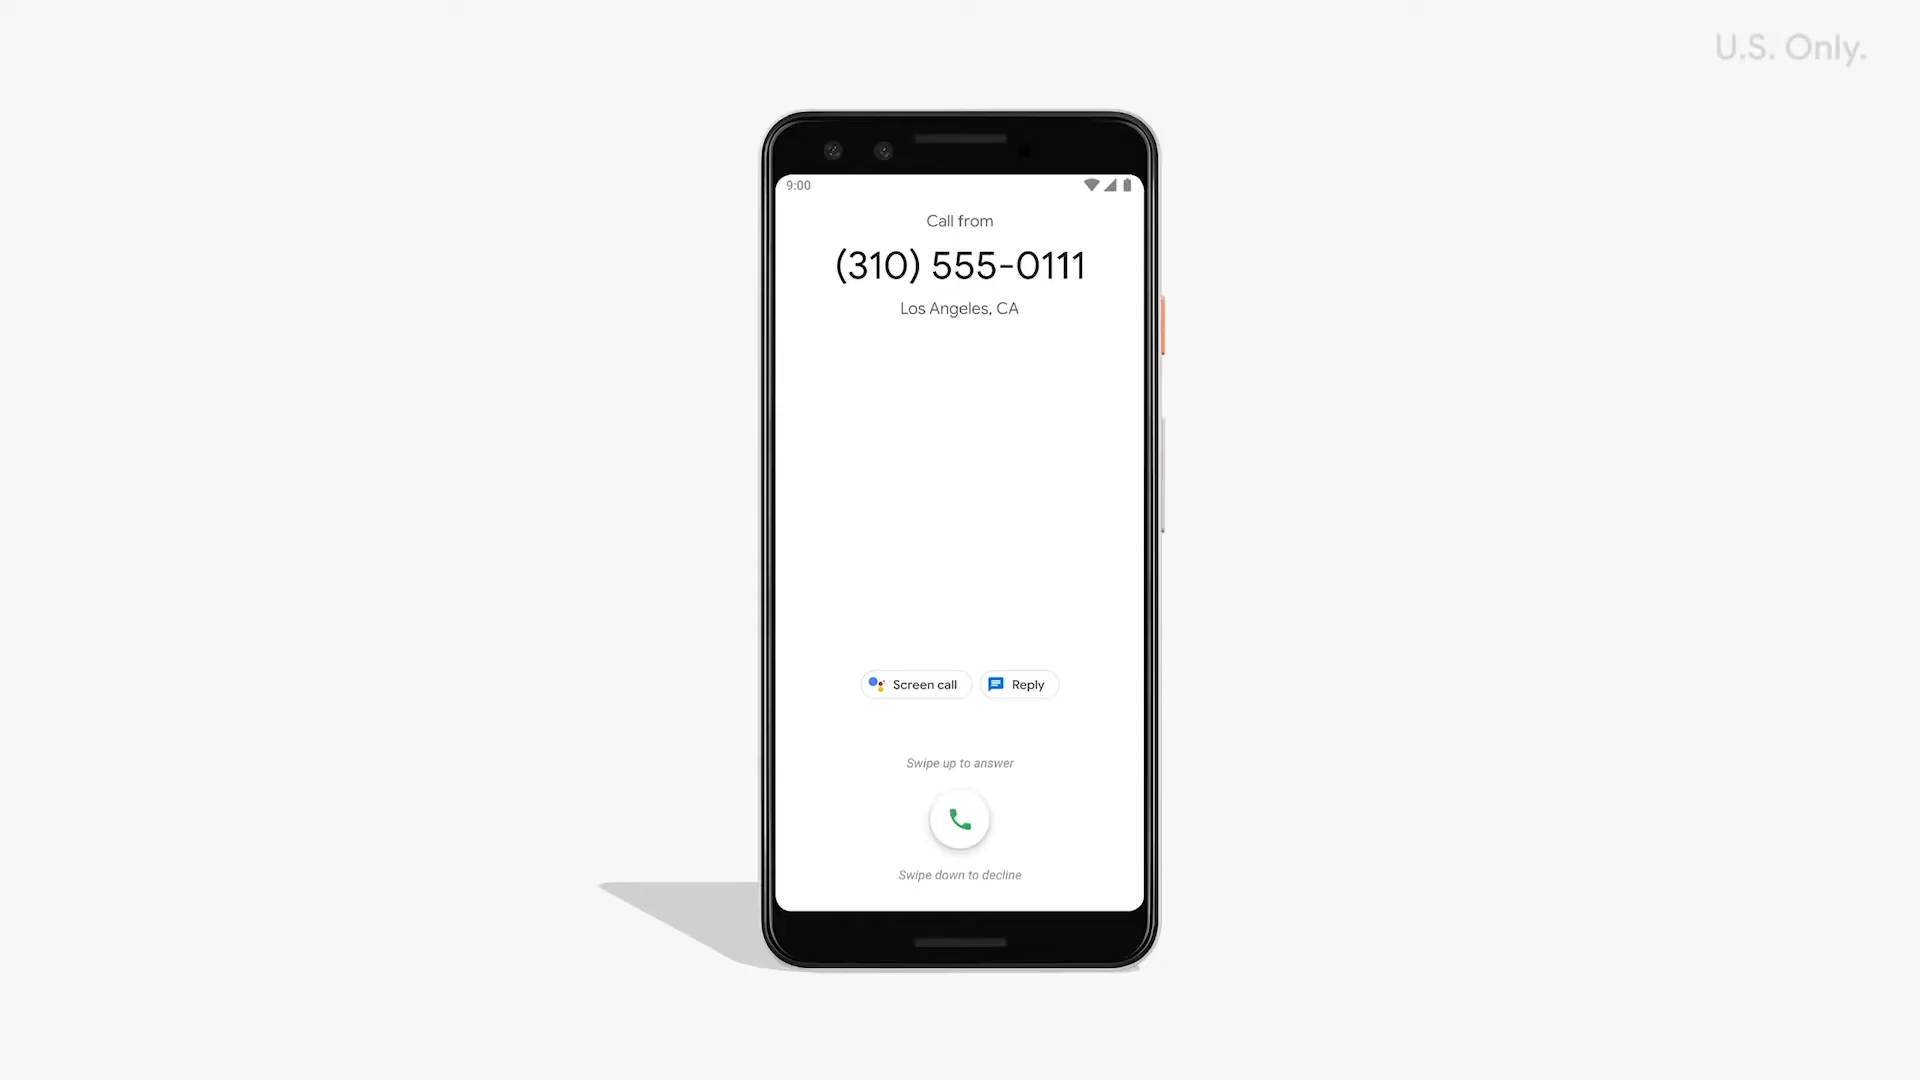 U.S. Only.
9:00
Call from
(310) 555-0111
Los Angeles, CA
Screen call
Reply
Swipe up to answer
Swipe down to decline